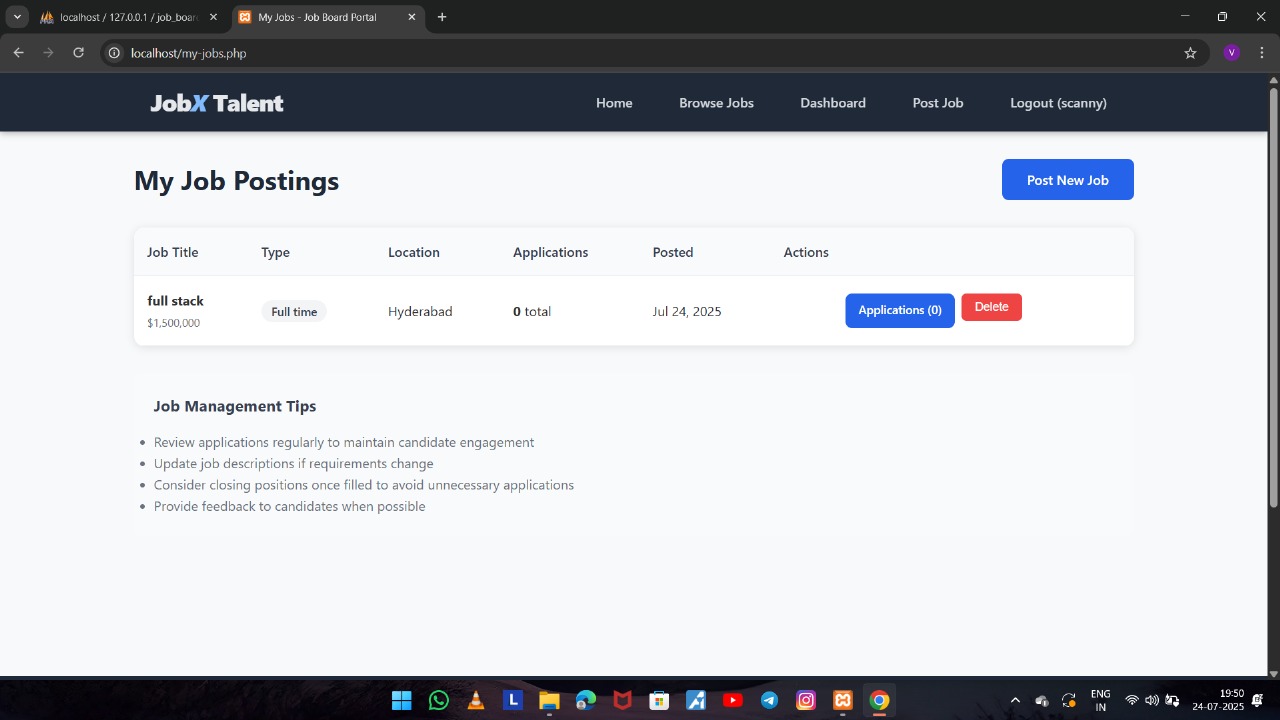 localhost / 127.0.0.1 / job_boar
My Jobs - Job Board Portal
localhost/my-jobs.php
V
JobX Talent
Home
Browse Jobs
Dashboard
Post Job
Logout (scanny)
My Job Postings
Post New Job
Job Title
Type
Location
Applications
Posted
Actions
full stack
$1,500,000
Full time
Hyderabad
0 total
Jul 24, 2025
Applications (0)
Delete
Job Management Tips
Review applications regularly to maintain candidate engagement
Update job descriptions if requirements change
Consider closing positions once filled to avoid unnecessary applications
Provide feedback to candidates when possible
L
ENG
IN
19:50
24-07-2025